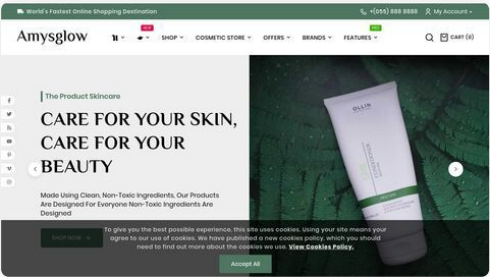 World's Fastest Online Shopping Destination
+(055) 888 8888
My Account
Amysglow
SHOP
COSMETIC STORE
OFFERS
BRANDS
FEATURES
CART (0)
The Product Skincare
CARE FOR YOUR SKIN,
CARE FOR YOUR
BEAUTY
Made Using Clean, Non-Toxic Ingredients, Our Products
Are Designed For Everyone Non-Toxic Ingredients Are
Designed
SHOP NOW
OLLIN
To give you the best possible experience, this site uses cookies. Using your site means your
agree to our use of cookies. We have published a new cookies policy, which you should
need to find out more about the cookies we use. View Cookies Policy.
Accept All